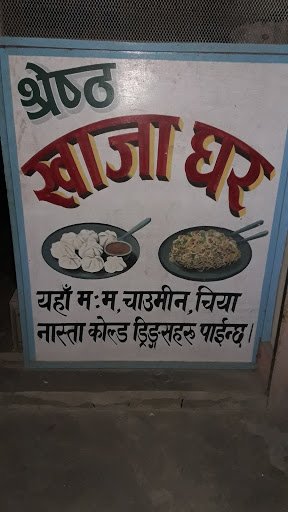 श्रेष्ठ
खाजा घर
यहाँ म:म, चाउमीन, चिया
नास्ता कोल्ड ड्रिङ्सहरु पाईन्छ।